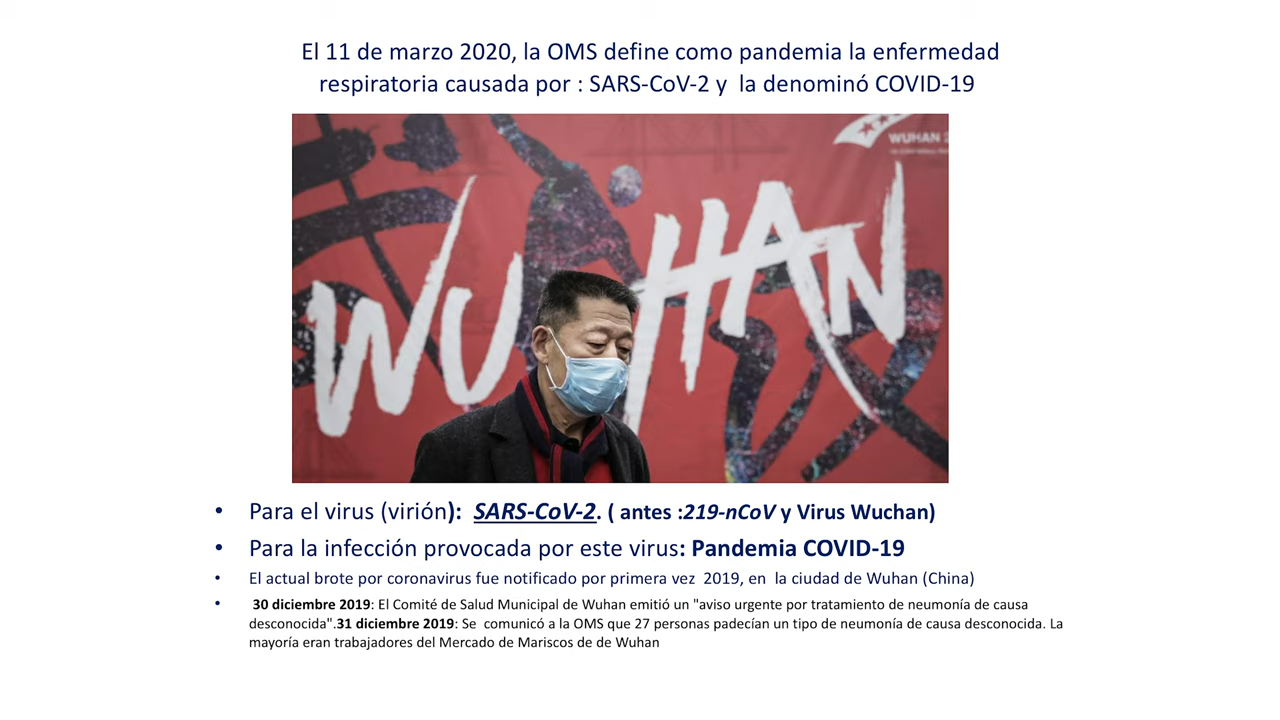 El 11 de marzo 2020, la OMS define como pandemia la enfermedad
respiratoria causada por : SARS-CoV-2 y la denominó COVID-19
WUHAN
WUHAN
• Para el virus (virión): SARS-CoV-2. ( antes :219-nCoV y Virus Wuchan)
• Para la infección provocada por este virus: Pandemia COVID-19
• El actual brote por coronavirus fue notificado por primera vez 2019, en la ciudad de Wuhan (China)
• 30 diciembre 2019: El Comité de Salud Municipal de Wuhan emitió un "aviso urgente por tratamiento de neumonía de causa
desconocida".31 diciembre 2019: Se comunicó a la OMS que 27 personas padecían un tipo de neumonía de causa desconocida. La
mayoría eran trabajadores del Mercado de Mariscos de de Wuhan